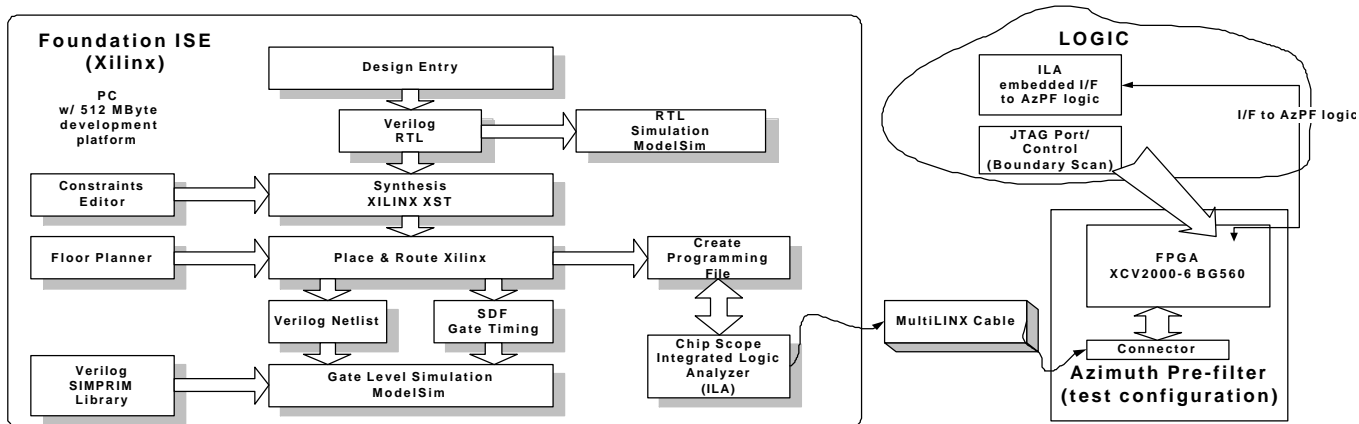 Foundation ISE
(Xilinx)
PC
w/ 512 MByte
development
platform
Design Entry
Verilog
RTL
RTL
Simulation
ModelSim
Constraints
Editor
Synthesis
XILINX XST
Floor Planner
Place & Route Xilinx
Create
Programming
File
Verilog Netlist
SDF
Gate Timing
Chip Scope
Integrated Logic
Analyzer
(ILA)
Verilog
SIMPRIM
Library
Gate Level Simulation
ModelSim
MultiLINX Cable
LOGIC
ILA
embedded I/F
to AzPF logic
I/F to AzPF logic
JTAG Port/
Control
(Boundary Scan)
FPGA
XCV2000-6 BG560
Connector
Azimuth Pre-filter
(test configuration)